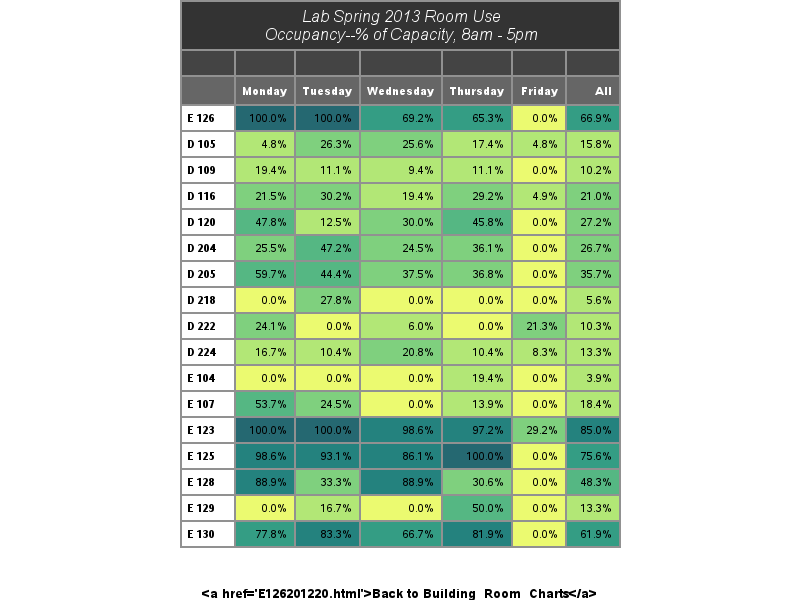 Lab Spring 2013 Room Use
Occupancy--% of Capacity, 8am - 5pm
Monday Tuesday Wednesday Thursday Friday All
E 126 100.0% 100.0% 69.2% 65.3% 0.0% 66.9%
D 105 4.8% 26.3% 25.6% 17.4% 4.8% 15.8%
D 109 19.4% 11.1% 9.4% 11.1% 0.0% 10.2%
D 116 21.5% 30.2% 19.4% 29.2% 4.9% 21.0%
D 120 47.8% 12.5% 30.0% 45.8% 0.0% 27.2%
D 204 25.5% 47.2% 24.5% 36.1% 0.0% 26.7%
D 205 59.7% 44.4% 37.5% 36.8% 0.0% 35.7%
D 218 0.0% 27.8% 0.0% 0.0% 0.0% 5.6%
D 222 24.1% 0.0% 6.0% 0.0% 21.3% 10.3%
D 224 16.7% 10.4% 20.8% 10.4% 8.3% 13.3%
E 104 0.0% 0.0% 0.0% 19.4% 0.0% 3.9%
E 107 53.7% 24.5% 0.0% 13.9% 0.0% 18.4%
E 123 100.0% 100.0% 98.6% 97.2% 29.2% 85.0%
E 125 98.6% 93.1% 86.1% 100.0% 0.0% 75.6%
E 128 88.9% 33.3% 88.9% 30.6% 0.0% 48.3%
E 129 0.0% 16.7% 0.0% 50.0% 0.0% 13.3%
E 130 77.8% 83.3% 66.7% 81.9% 0.0% 61.9%
<a href='E126201220.html'>Back to Building_Room_Charts</a>